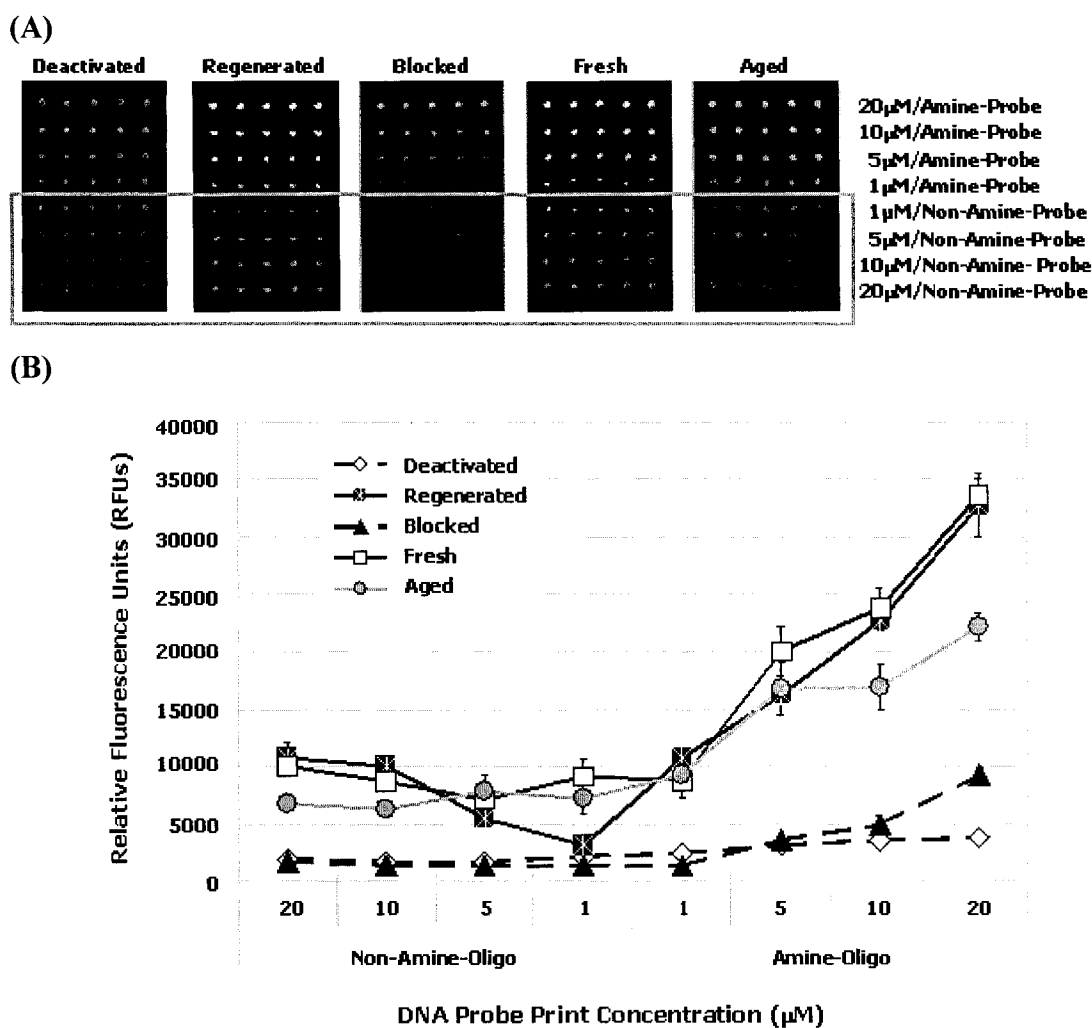 (A)
Deactivated Regenerated Blocked Fresh Aged
20µM/Amine-Probe
10µM/Amine-Probe
5µM/Amine-Probe
1µM/Amine-Probe
1µM/Non-Amine-Probe
5µM/Non-Amine-Probe
10µM/Non-Amine- Probe
20µM/Non-Amine-Probe
(B)
Relative Fluorescence Units (RFUs)
40000
35000
30000
25000
20000
15000
10000
5000
0
Deactivated
Regenerated
Blocked
Fresh
Aged
20 10 5 1 1 5 10 20
Non-Amine-Oligo Amine-Oligo
DNA Probe Print Concentration (µM)